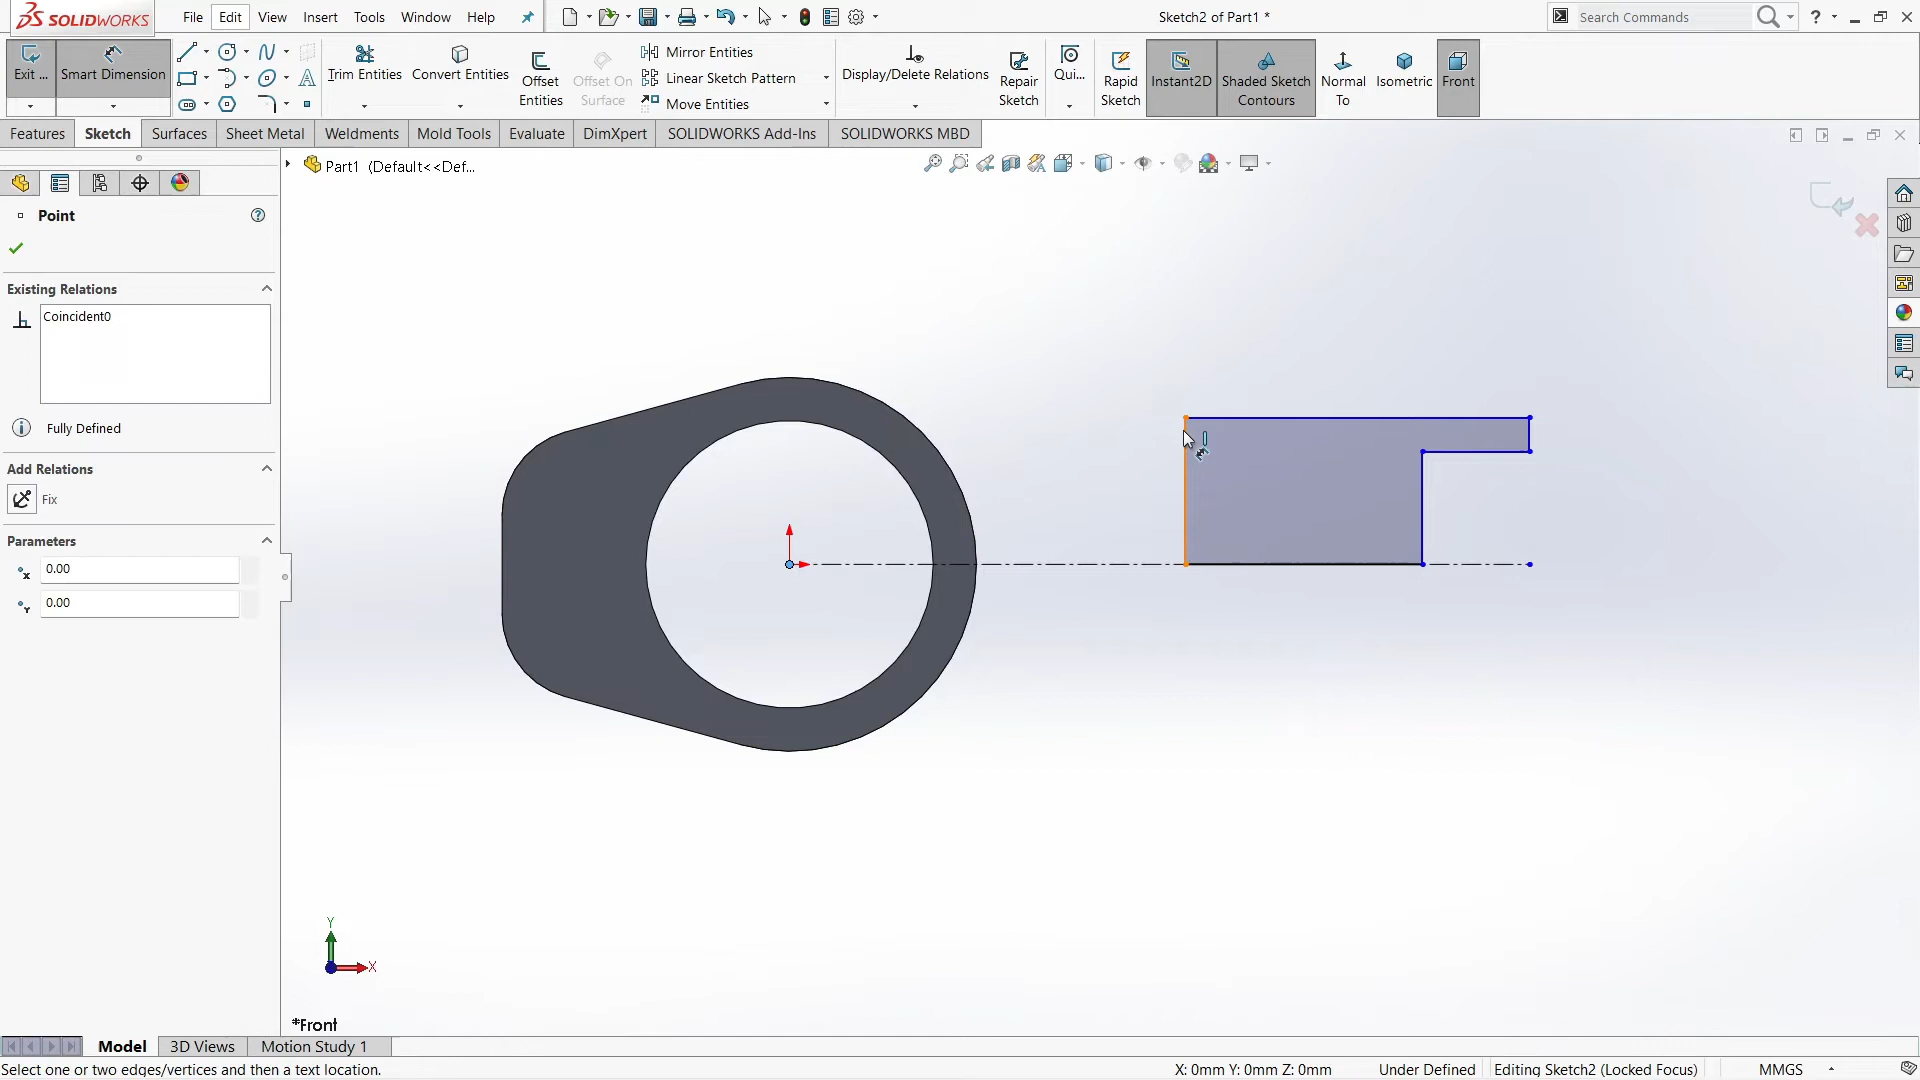 SOLIDWORKS
File Edit View Insert Tools Window Help
Sketch2 of Part1 *
Search Commands
Exit ...
Smart Dimension
Trim Entities
Convert Entities
Offset Entities
Offset On Surface
Mirror Entities
Linear Sketch Pattern
Move Entities
Display/Delete Relations
Repair Sketch
Qui...
Rapid Sketch
Instant2D
Shaded Sketch Contours
Normal To
Isometric
Front
Features Sketch Surfaces Sheet Metal Weldments Mold Tools Evaluate DimXpert SOLIDWORKS Add-Ins SOLIDWORKS MBD
Part1 (Default<<Def...
Point
Existing Relations
Coincident0
Fully Defined
Add Relations
Fix
Parameters
0.00
0.00
Y
X
*Front
Model 3D Views Motion Study 1
Select one or two edges/vertices and then a text location.
X: 0mm Y: 0mm Z: 0mm
Under Defined
Editing Sketch2 (Locked Focus)
MMGS